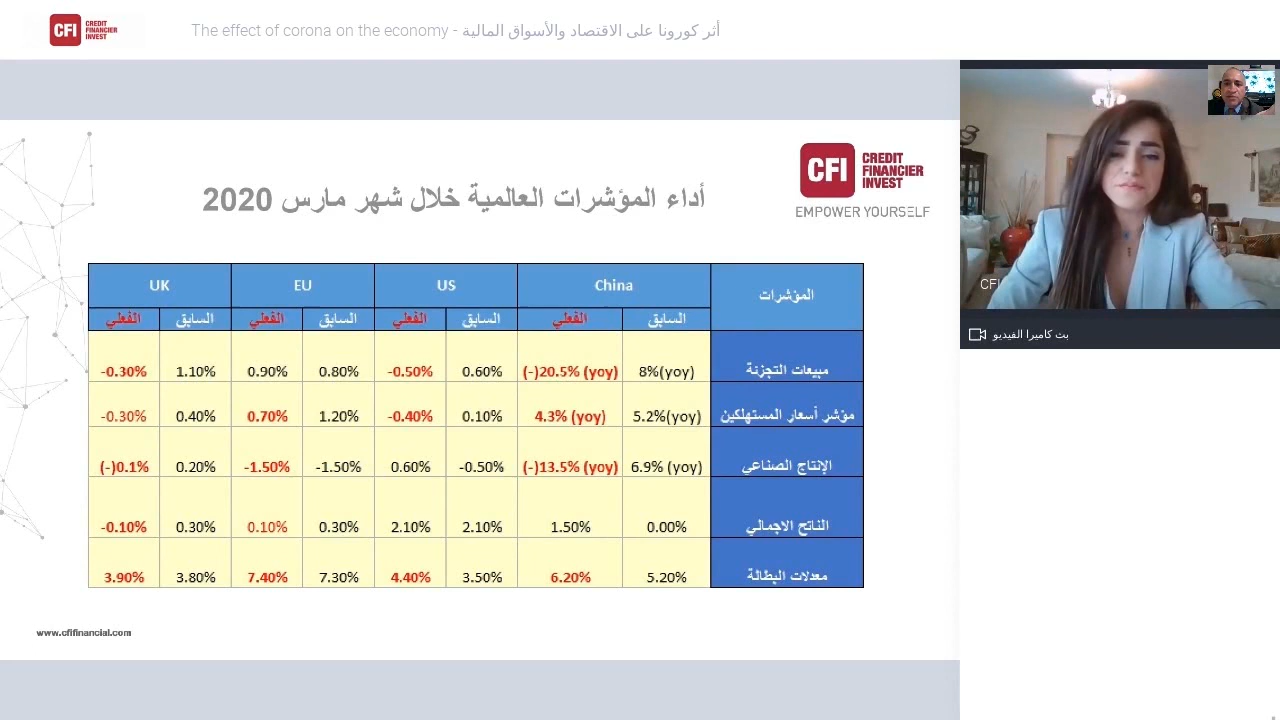 CFI CREDIT
FINANCIER
INVEST
The effect of corona on the economy - أثر كورونا على الاقتصاد والأسواق المالية
CFI CREDIT
FINANCIER
INVEST
EMPOWER YOURSELF
أداء المؤشرات العالمية خلال شهر مارس 2020
المؤشرات China US EU UK
السابق الفعلي السابق الفعلي السابق الفعلي السابق الفعلي
مبيعات التجزئة 8%(yoy) (-)20.5% (yoy) 0.60% -0.50% 0.80% 0.90% 1.10% -0.30%
مؤشر أسعار المستهلكين 5.2%(yoy) 4.3% (yoy) 0.10% -0.40% 1.20% 0.70% 0.40% -0.30%
الإنتاج الصناعي 6.9% (yoy) (-)13.5% (yoy) -0.50% 0.60% -1.50% -1.50% 0.20% (-)0.1%
الناتج الاجمالي 0.00% 1.50% 2.10% 2.10% 0.30% 0.10% 0.30% -0.10%
معدلات البطالة 5.20% 6.20% 3.50% 4.40% 7.30% 7.40% 3.80% 3.90%
www.cfifinancial.com
CFI
بث كاميرا الفيديو